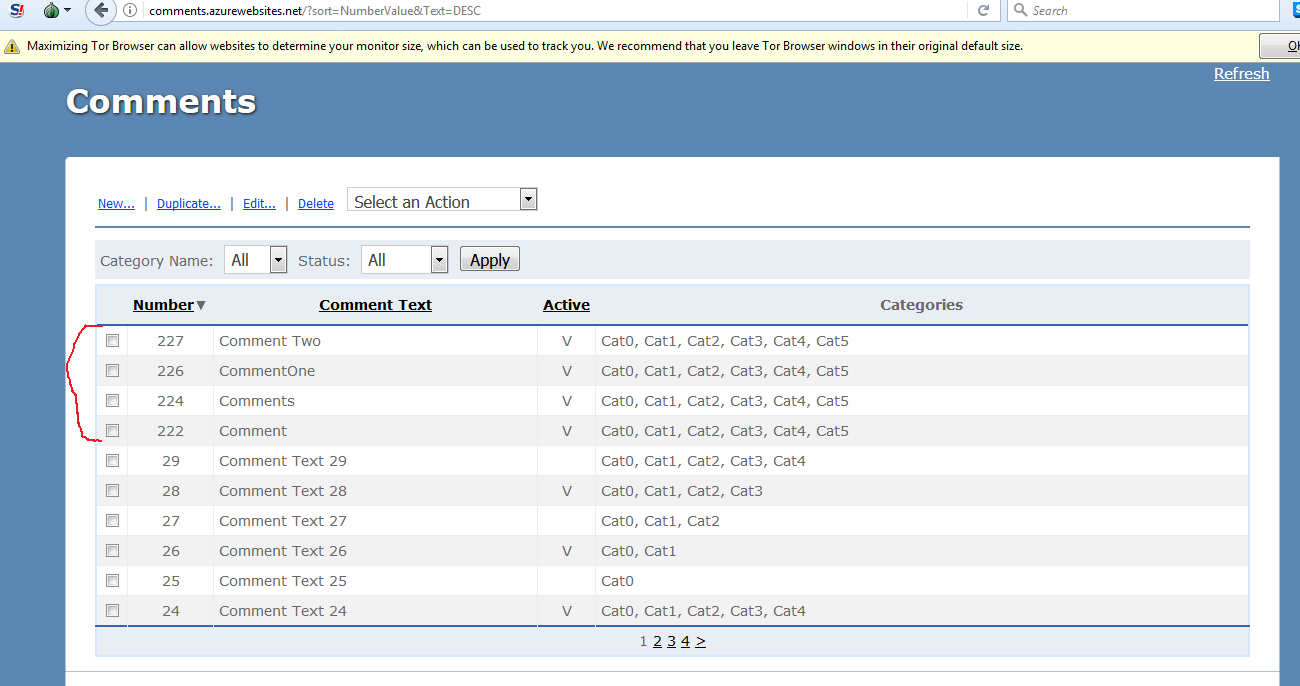 S!
comments.azurewebsites.net/?sort=NumberValue&Text=DESC
Search
Maximizing Tor Browser can allow websites to determine your monitor size, which can be used to track you. We recommend that you leave Tor Browser windows in their original default size.
Refresh
Comments
New... | Duplicate... | Edit... | Delete Select an Action
Category Name: All Status: All Apply
Number▼ Comment Text Active Categories
227 Comment Two V Cat0, Cat1, Cat2, Cat3, Cat4, Cat5
226 CommentOne V Cat0, Cat1, Cat2, Cat3, Cat4, Cat5
224 Comments V Cat0, Cat1, Cat2, Cat3, Cat4, Cat5
222 Comment V Cat0, Cat1, Cat2, Cat3, Cat4, Cat5
29 Comment Text 29 Cat0, Cat1, Cat2, Cat3, Cat4
28 Comment Text 28 V Cat0, Cat1, Cat2, Cat3
27 Comment Text 27 Cat0, Cat1, Cat2
26 Comment Text 26 V Cat0, Cat1
25 Comment Text 25 Cat0
24 Comment Text 24 V Cat0, Cat1, Cat2, Cat3, Cat4
1 2 3 4 >